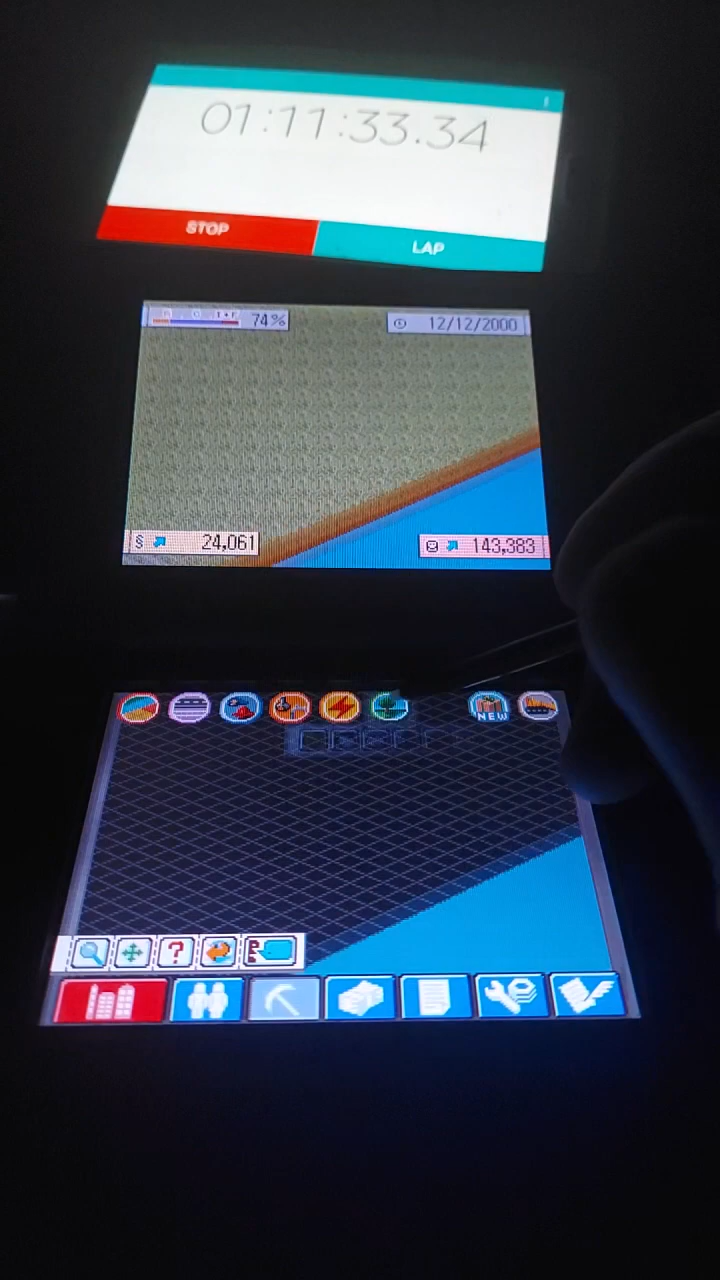 01:11:33.34
STOP
LAP
R C I+F 74%
12/12/2000
§ 24,061
143,383
NEW
?